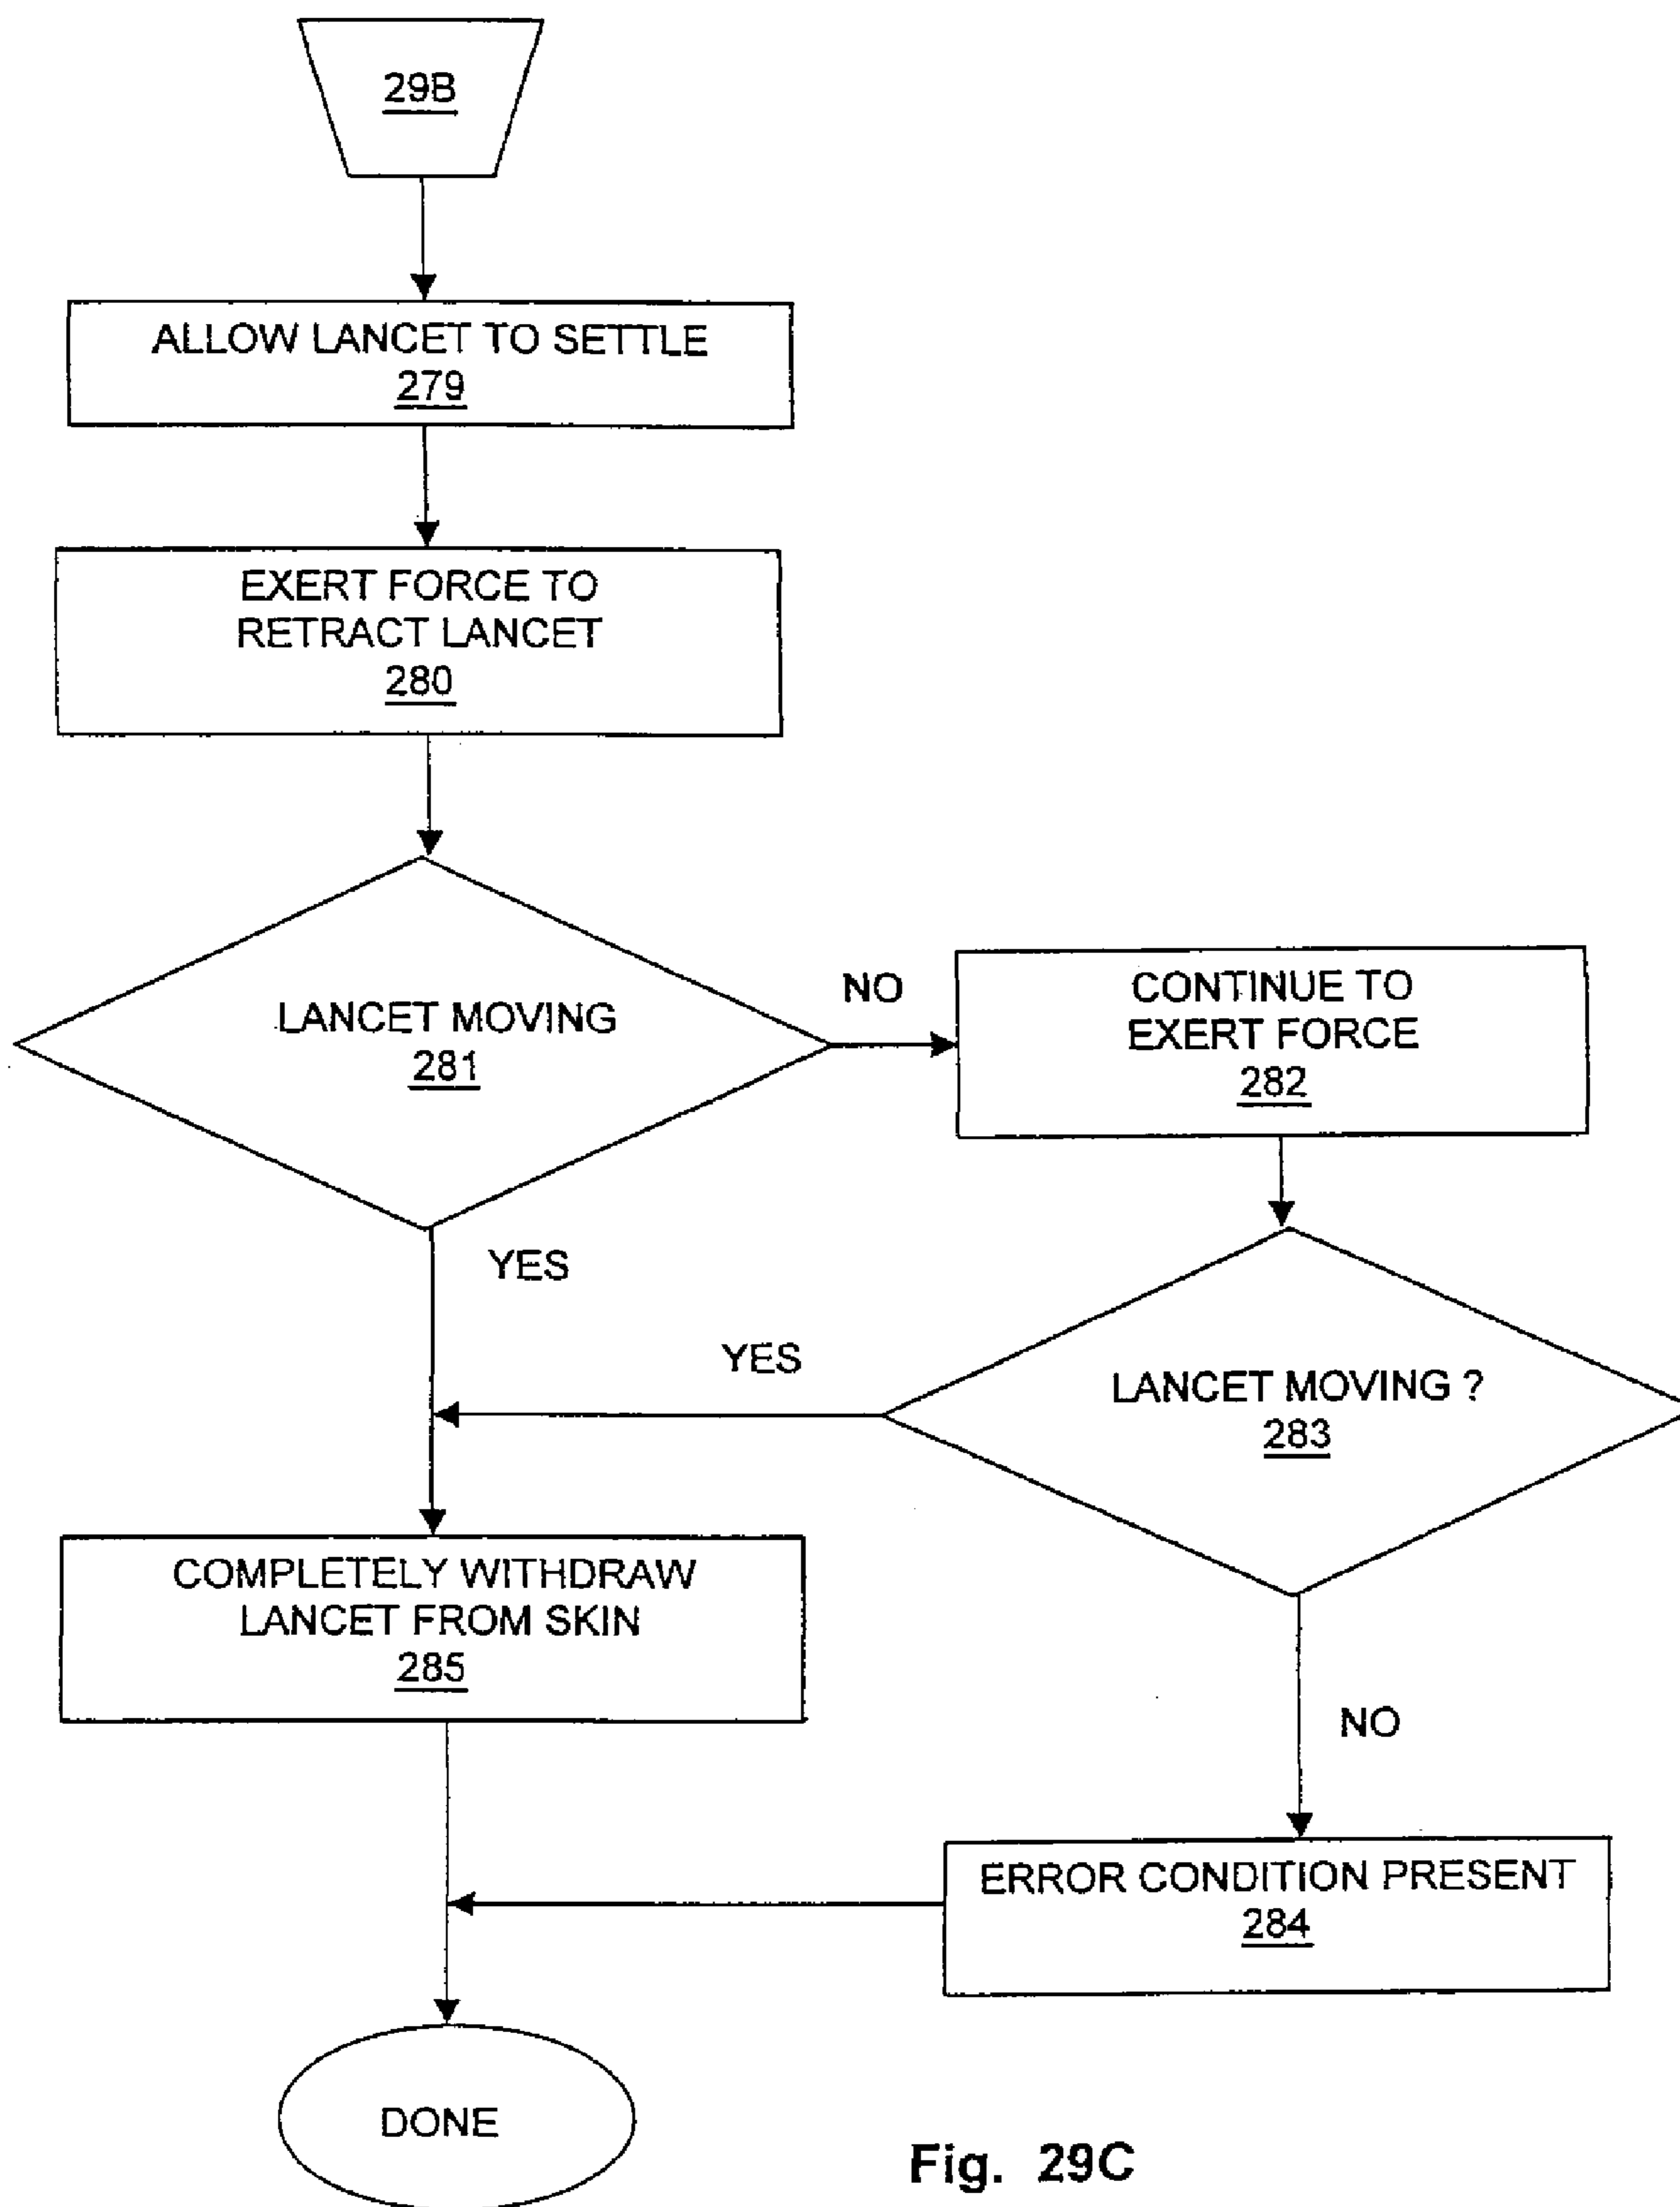 29B
ALLOW LANCET TO SETTLE
279
EXERT FORCE TO
RETRACT LANCET
280
LANCET MOVING
281
NO
CONTINUE TO
EXERT FORCE
282
YES
YES
LANCET MOVING ?
283
COMPLETELY WITHDRAW
LANCET FROM SKIN
285
NO
ERROR CONDITION PRESENT
284
DONE
Fig. 29C